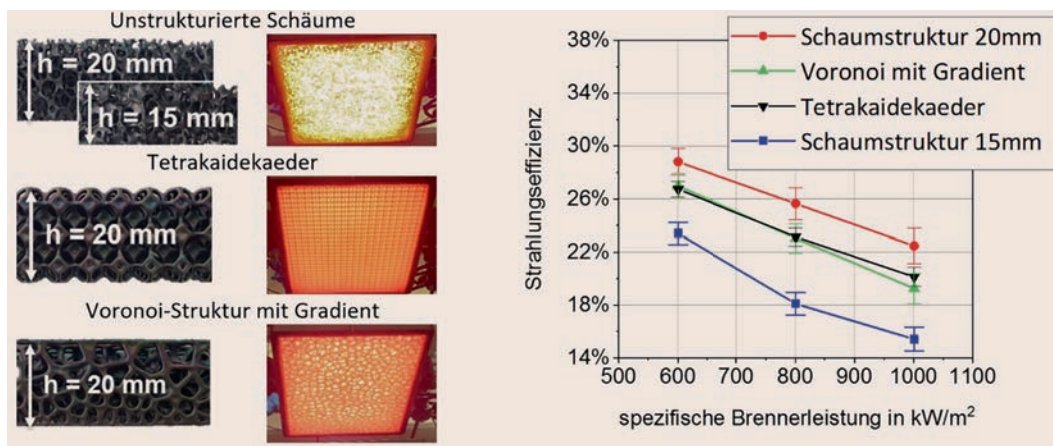 Unstrukturierte Schäume
h = 20 mm
h = 15 mm
Tetrakaidekaeder
h = 20 mm
Voronoi-Struktur mit Gradient
h = 20 mm
Schaumstruktur 20mm
Voronoi mit Gradient
Tetrakaidekaeder
Schaumstruktur 15mm
Strahlungseffizienz
38%
34%
30%
26%
22%
18%
14%
500 600 700 800 900 1000 1100
spezifische Brennerleistung in kW/m²